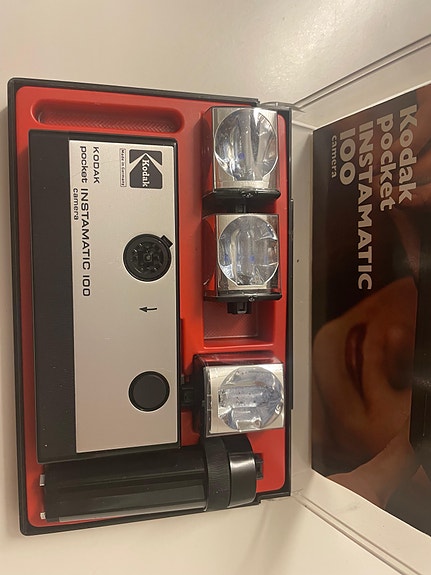 Kodak
Made in Germany
KODAK
pocket INSTAMATIC 100
camera
Kodak
pocket
INSTAMATIC
100
camera